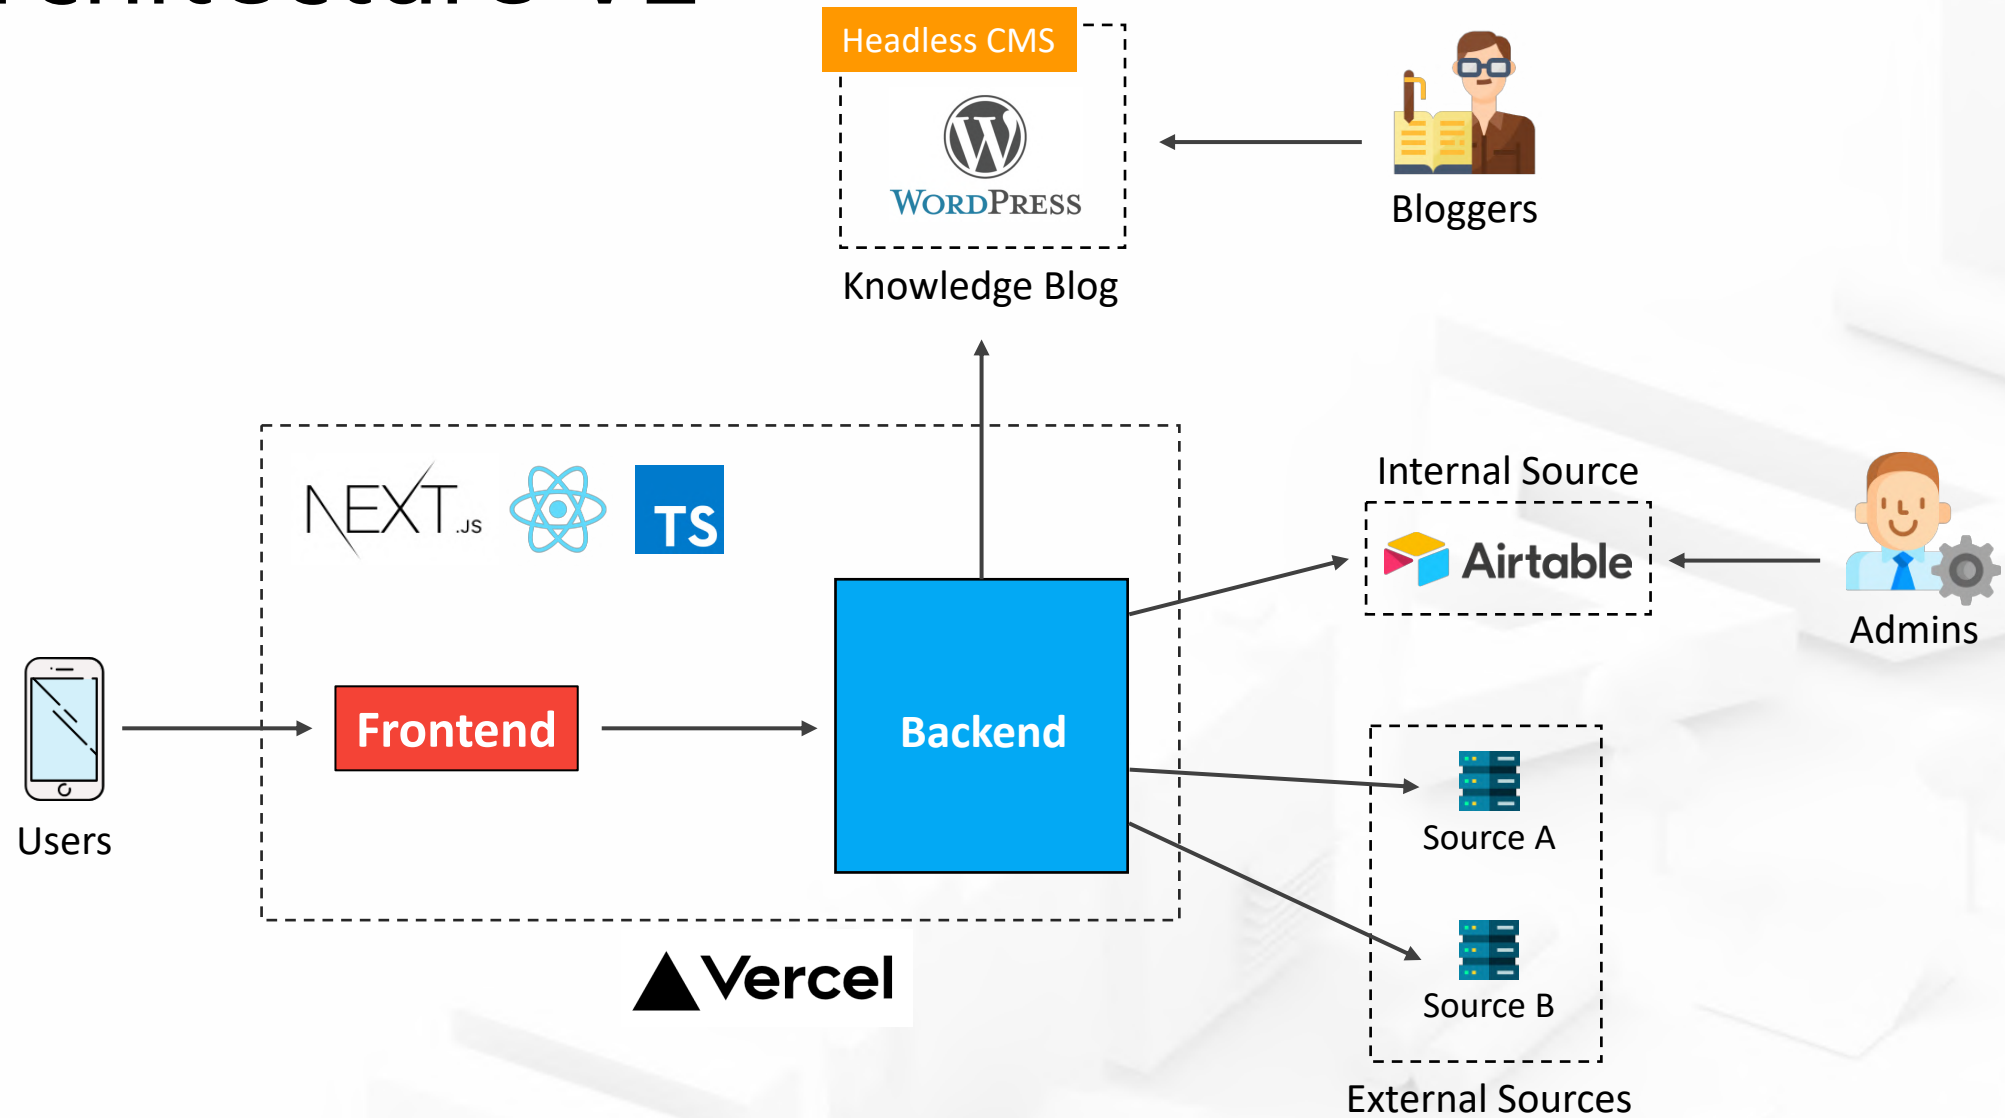 Headless CMS
WORDPRESS
Knowledge Blog
Bloggers
NEXT.JS
TS
Internal Source
Airtable
Admins
Frontend
Backend
Users
Source A
Source B
External Sources
Vercel